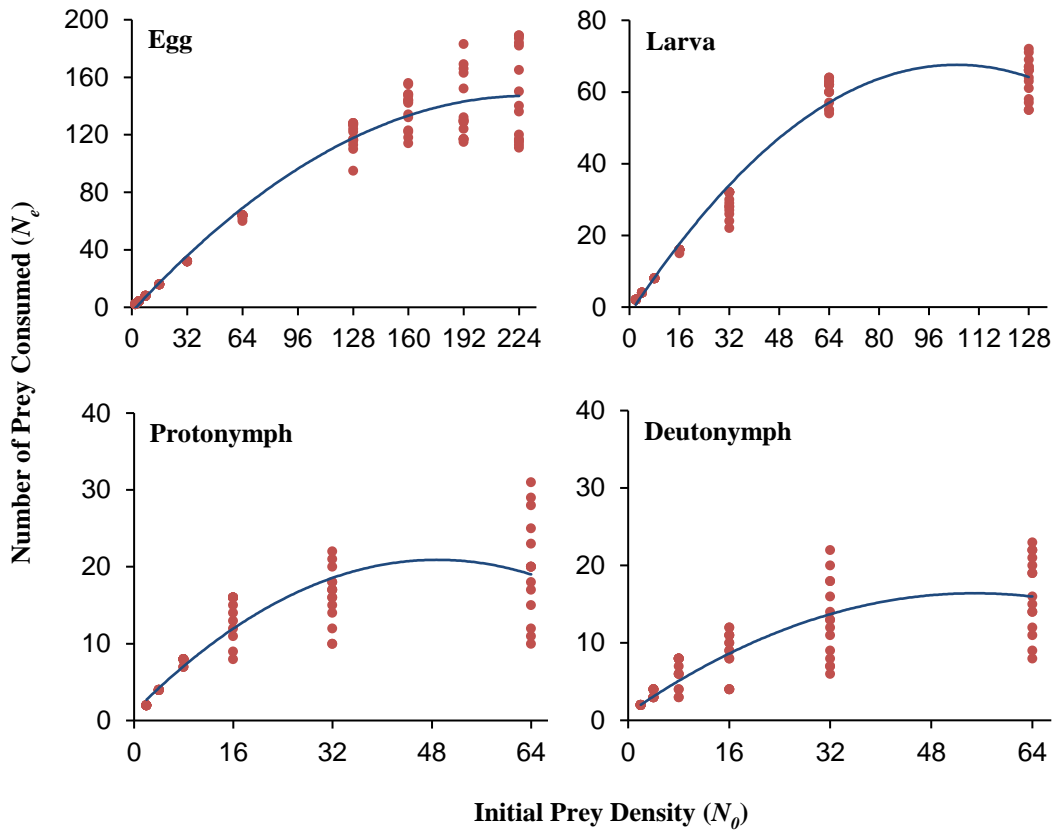 Number of Prey Consumed (Ne)
Egg
200
160
120
80
40
0
0 32 64 96 128 160 192 224
Larva
80
60
40
20
0
0 16 32 48 64 80 96 112 128
Protonymph
40
30
20
10
0
0 16 32 48 64
Deutonymph
40
30
20
10
0
0 16 32 48 64
Initial Prey Density (N0)